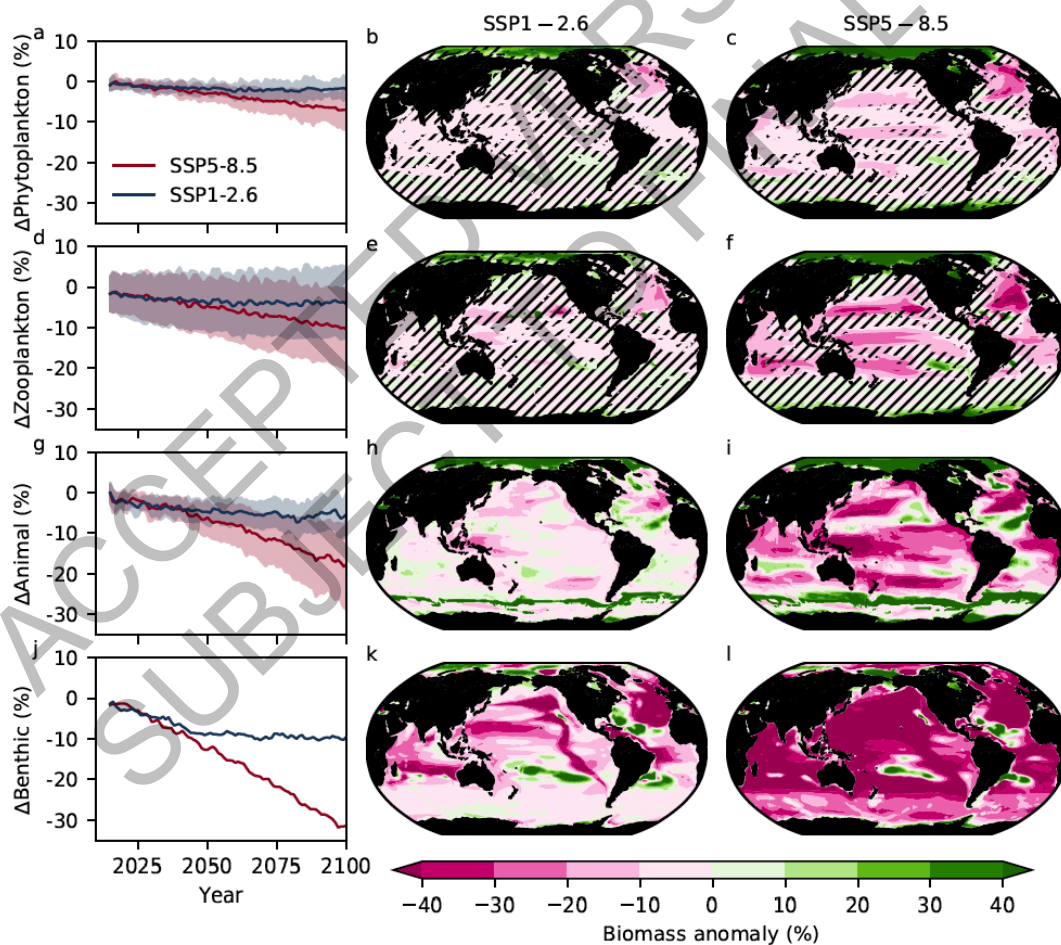 SSP1 – 2.6
SSP5 – 8.5
a
b
c
ΔPhytoplankton (%)
10
0
-10
-20
-30
SSP5-8.5
SSP1-2.6
d
e
f
ΔZooplankton (%)
10
0
-10
-20
-30
g
h
i
ΔAnimal (%)
10
0
-10
-20
-30
j
k
l
ΔBenthic (%)
10
0
-10
-20
-30
2025 2050 2075 2100
Year
−40 −30 −20 −10 0 10 20 30 40
Biomass anomaly (%)
ACCEPTED VERS
SUBJECT TO FINAL